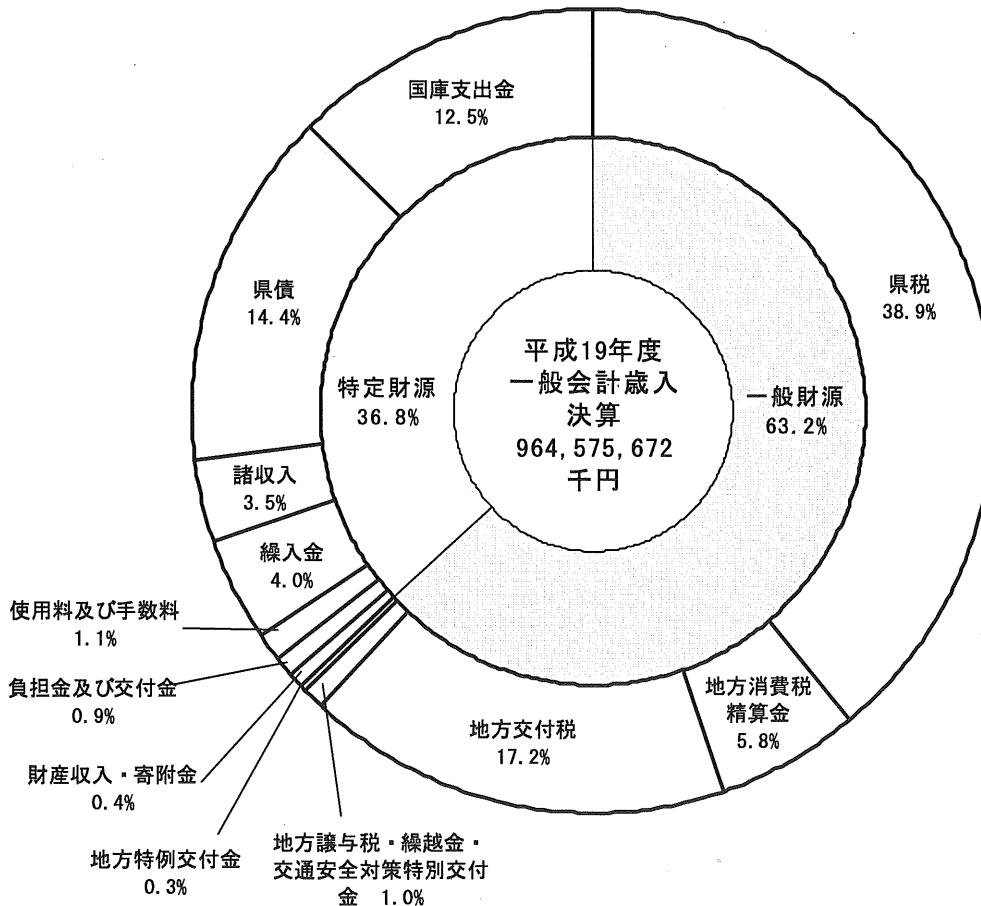 国庫支出金
12.5%
県税
38.9%
県債
14.4%
特定財源
36.8%
平成19年度
一般会計歳入
決算
964,575,672
千円
一般財源
63.2%
諸収入
3.5%
繰入金
4.0%
使用料及び手数料
1.1%
負担金及び交付金
0.9%
財産収入・寄附金
0.4%
地方特例交付金
0.3%
地方譲与税・繰越金・
交通安全対策特別交付
金 1.0%
地方交付税
17.2%
地方消費税
精算金
5.8%